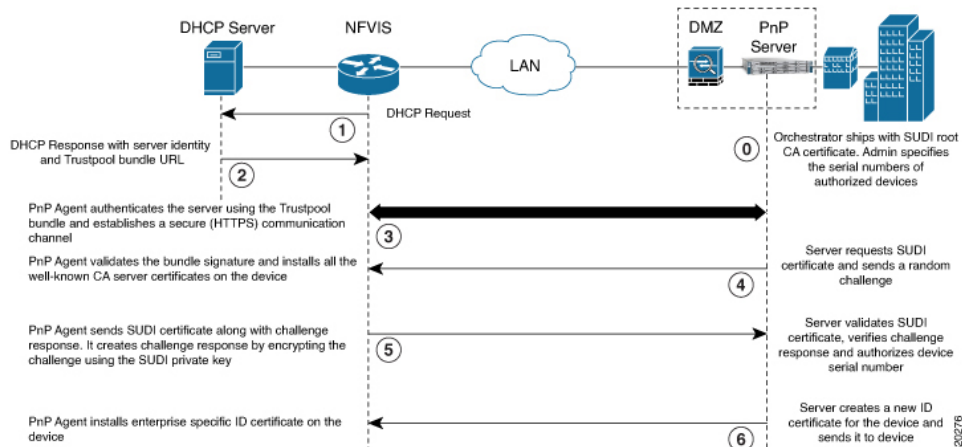 DHCP Server
NFVIS
LAN
DMZ
PnP
Server
DHCP Request
1
DHCP Response with server identity
and Trustpool bundle URL
2
0
Orchestrator ships with SUDI root
CA certificate. Admin specifies
the serial numbers of
authorized devices
PnP Agent authenticates the server using the Trustpool
bundle and establishes a secure (HTTPS) communication
channel
3
PnP Agent validates the bundle signature and installs all the
well-known CA server certificates on the device
4
Server requests SUDI
certificate and sends a random
challenge
PnP Agent sends SUDI certificate along with challenge
response. It creates challenge response by encrypting the
challenge using the SUDI private key
5
Server validates SUDI
certificate, verifies challenge
response and authorizes device
serial number
PnP Agent installs enterprise specific ID certificate on the
device
6
Server creates a new ID
certificate for the device and
sends it to device
20276